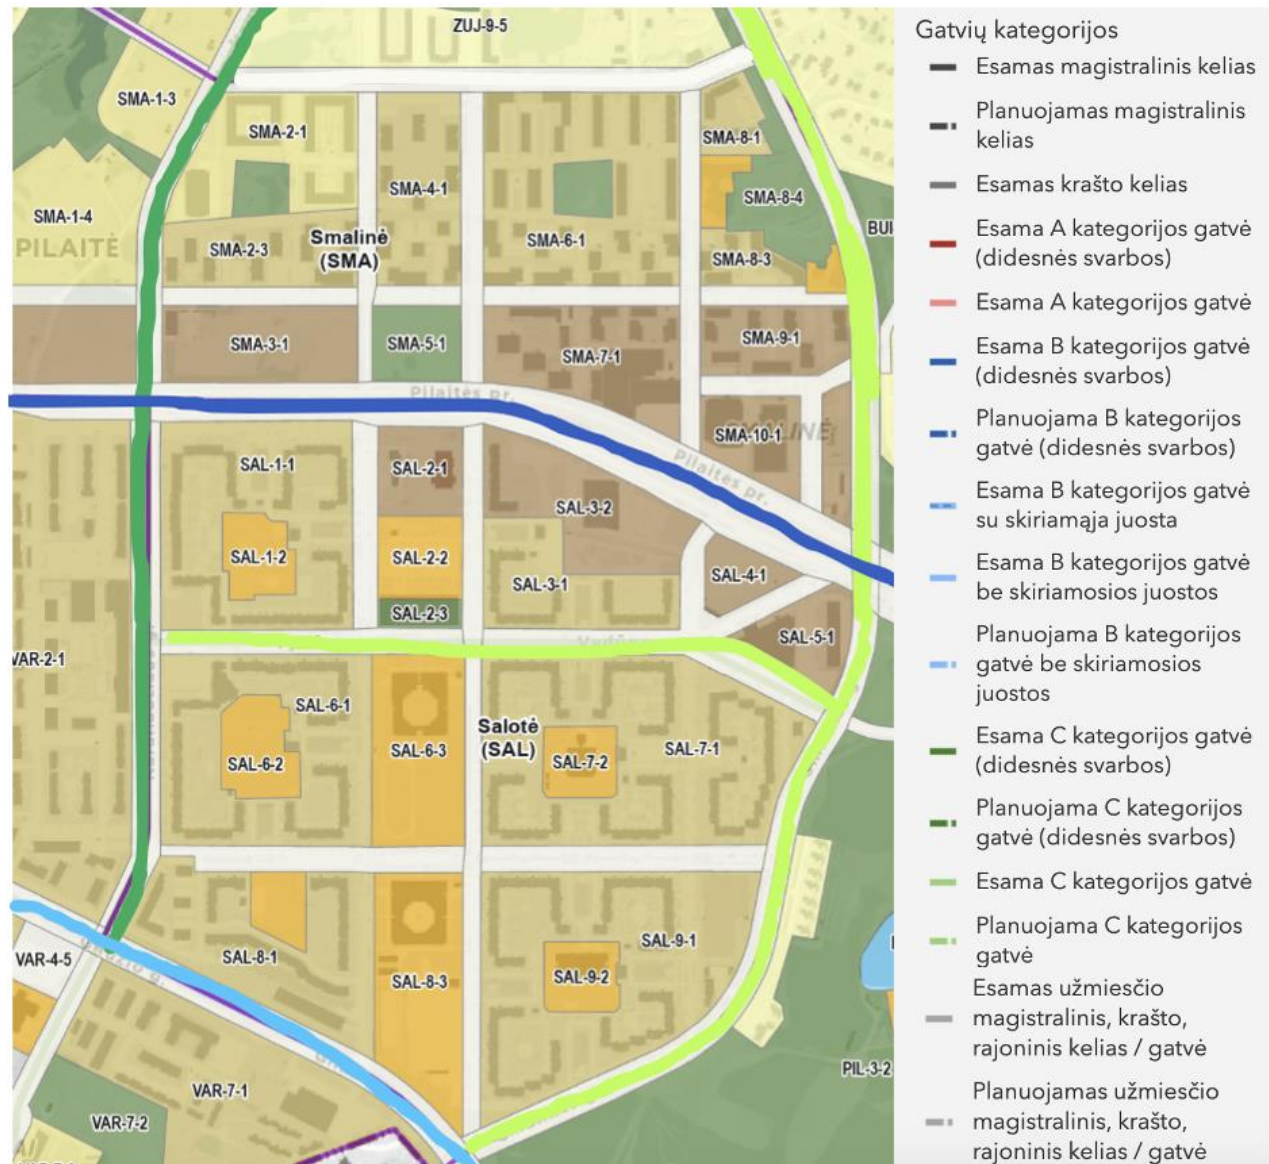 ZUJ-9-5
SMA-1-3
SMA-2-1
SMA-8-1
SMA-4-1
SMA-8-4
SMA-1-4
PILAITĖ
SMA-2-3
Smalinė
(SMA)
SMA-6-1
SMA-8-3
SMA-3-1
SMA-5-1
SMA-7-1
SMA-9-1
Pilaitės pr.
SMA-10-1
SAL-1-1
SAL-2-1
Pilaitės pr.
SAL-3-2
SAL-1-2
SAL-2-2
SAL-3-1
SAL-4-1
SAL-2-3
SAL-5-1
VAR-2-1
SAL-6-1
Salotė
(SAL)
SAL-6-3
SAL-7-1
SAL-6-2
SAL-7-2
SAL-9-1
VAR-4-5
SAL-8-1
SAL-8-3
SAL-9-2
PIL-3-2
VAR-7-1
VAR-7-2
Gatvių kategorijos
Esamas magistralinis kelias
Planuojamas magistralinis
kelias
Esamas krašto kelias
Esama A kategorijos gatvė
(didesnės svarbos)
Esama A kategorijos gatvė
Esama B kategorijos gatvė
(didesnės svarbos)
Planuojama B kategorijos
gatvė (didesnės svarbos)
Esama B kategorijos gatvė
su skiriamąja juosta
Esama B kategorijos gatvė
be skiriamosios juostos
Planuojama B kategorijos
gatvė be skiriamosios
juostos
Esama C kategorijos gatvė
(didesnės svarbos)
Planuojama C kategorijos
gatvė (didesnės svarbos)
Esama C kategorijos gatvė
Planuojama C kategorijos
gatvė
Esamas užmiesčio
magistralinis, krašto,
rajoninis kelias / gatvė
Planuojamas užmiesčio
magistralinis, krašto,
rajoninis kelias / gatvė